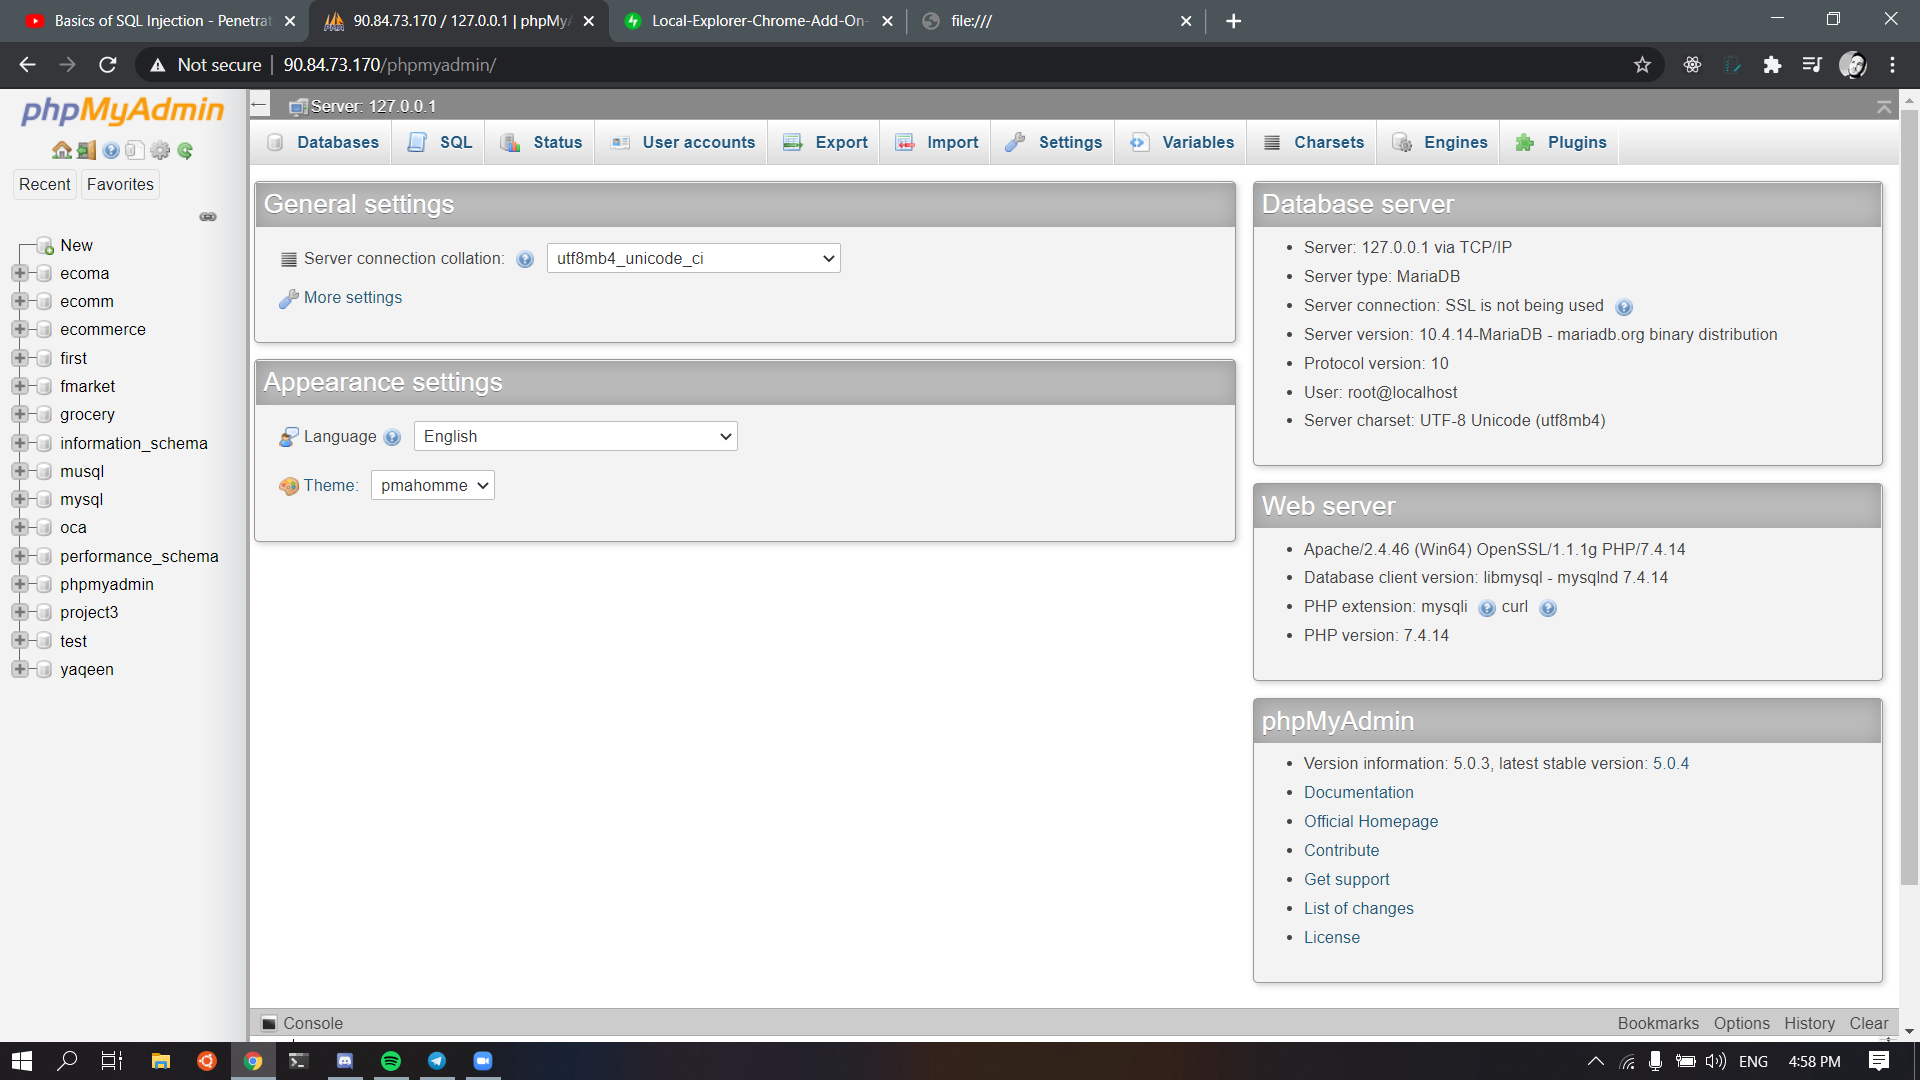 Basics of SQL Injection - Penetrat
90.84.73.170 / 127.0.0.1 | phpMyA
Local-Explorer-Chrome-Add-On-
file:///
Not secure
90.84.73.170/phpmyadmin/
phpMyAdmin
Recent
Favorites
New
ecoma
ecomm
ecommerce
first
fmarket
grocery
information_schema
musql
mysql
oca
performance_schema
phpmyadmin
project3
test
yaqeen
Server: 127.0.0.1
Databases
SQL
Status
User accounts
Export
Import
Settings
Variables
Charsets
Engines
Plugins
General settings
Server connection collation:
utf8mb4_unicode_ci
More settings
Appearance settings
Language
English
Theme:
pmahomme
Database server
Server: 127.0.0.1 via TCP/IP
Server type: MariaDB
Server connection: SSL is not being used
Server version: 10.4.14-MariaDB - mariadb.org binary distribution
Protocol version: 10
User: root@localhost
Server charset: UTF-8 Unicode (utf8mb4)
Web server
Apache/2.4.46 (Win64) OpenSSL/1.1.1g PHP/7.4.14
Database client version: libmysql - mysqlnd 7.4.14
PHP extension: mysqli curl
PHP version: 7.4.14
phpMyAdmin
Version information: 5.0.3, latest stable version: 5.0.4
Documentation
Official Homepage
Contribute
Get support
List of changes
License
Console
Bookmarks
Options
History
Clear
ENG
4:58 PM